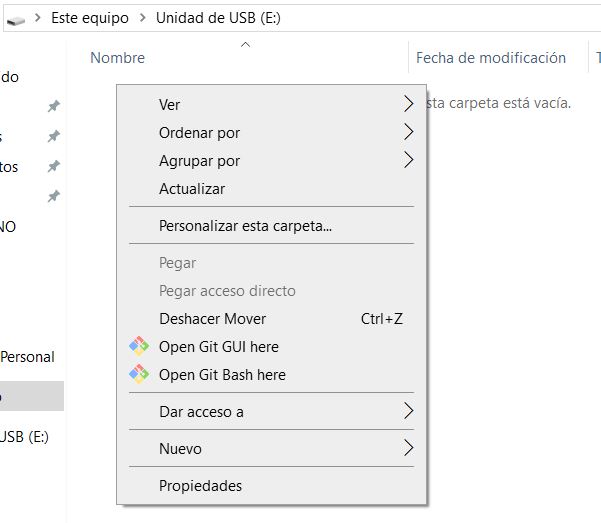 Este equipo > Unidad de USB (E:)
Nombre
Fecha de modificación
T
do
sta carpeta está vacía.
s
tos
NO
Personal
o
USB (E:)
Ver
Ordenar por
Agrupar por
Actualizar
Personalizar esta carpeta...
Pegar
Pegar acceso directo
Deshacer Mover Ctrl+Z
Open Git GUI here
Open Git Bash here
Dar acceso a
Nuevo
Propiedades